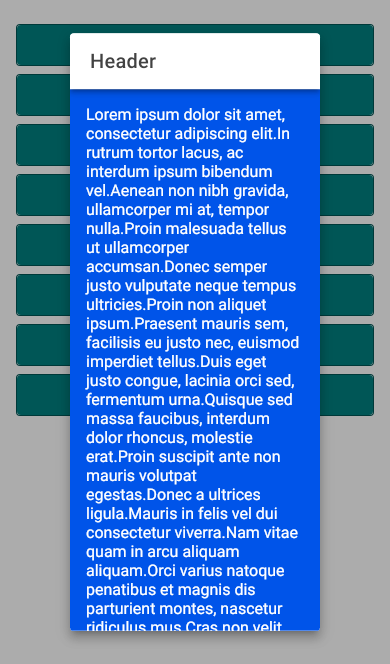 Header
Lorem ipsum dolor sit amet,
consectetur adipiscing elit.In
rutrum tortor lacus, ac
interdum ipsum bibendum
vel.Aenean non nibh gravida,
ullamcorper mi at, tempor
nulla.Proin malesuada tellus
ut ullamcorper
accumsan.Donec semper
justo vulputate neque tempus
ultricies.Proin non aliquet
ipsum.Praesent mauris sem,
facilisis eu justo nec, euismod
imperdiet tellus.Duis eget
justo congue, lacinia orci sed,
fermentum urna.Quisque sed
massa faucibus, interdum
dolor rhoncus, molestie
erat.Proin suscipit ante non
mauris volutpat
egestas.Donec a ultrices
ligula.Mauris in felis vel dui
consectetur viverra.Nam vitae
quam in arcu aliquam
aliquam.Orci varius natoque
penatibus et magnis dis
parturient montes, nascetur
ridiculus mus.Cras non velit